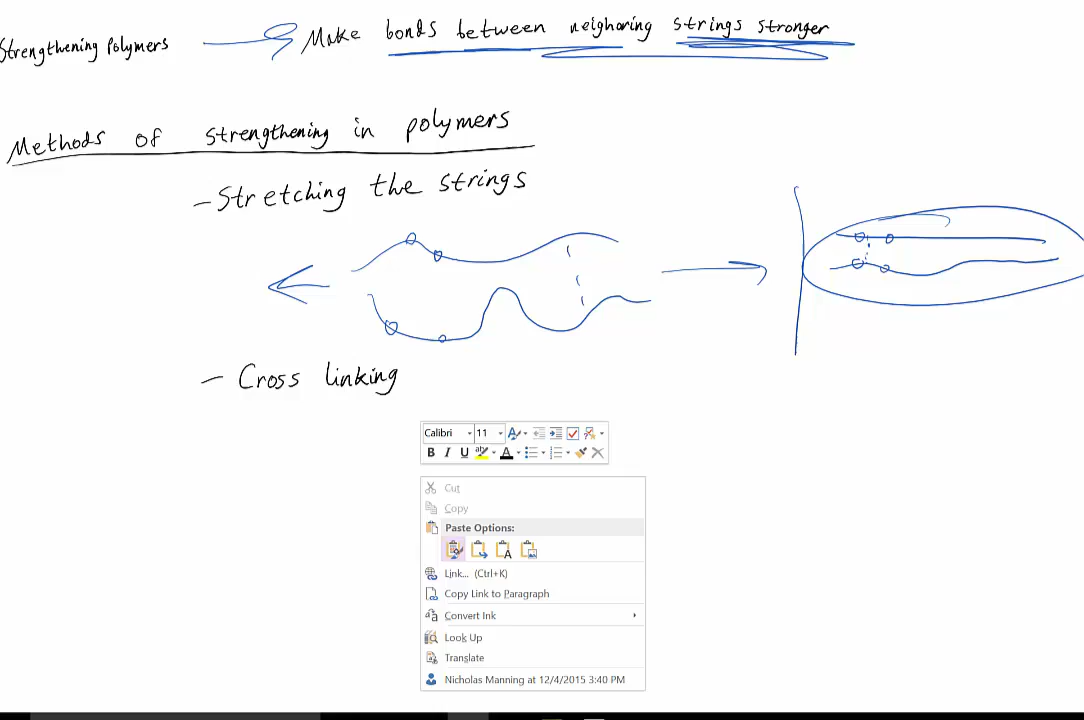 Strengthening Polymers
Make bonds between neighoring strings stronger
Methods of strengthening in polymers
- Stretching the strings
- Cross linking
Calibri 11
B I U ab A
Cut
Copy
Paste Options:
A
Link... (Ctrl+K)
Copy Link to Paragraph
Convert Ink
Look Up
Translate
Nicholas Manning at 12/4/2015 3:40 PM